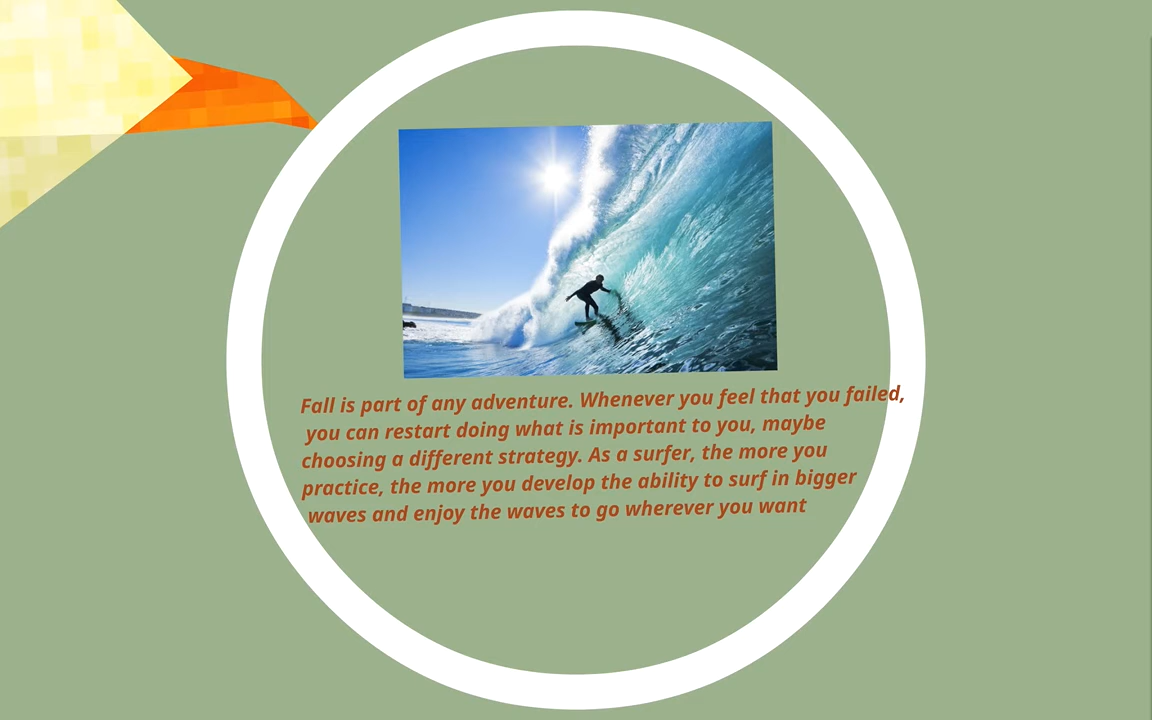 Fall is part of any adventure. Whenever you feel that you failed,
you can restart doing what is important to you, maybe
choosing a different strategy. As a surfer, the more you
practice, the more you develop the ability to surf in bigger
waves and enjoy the waves to go wherever you want